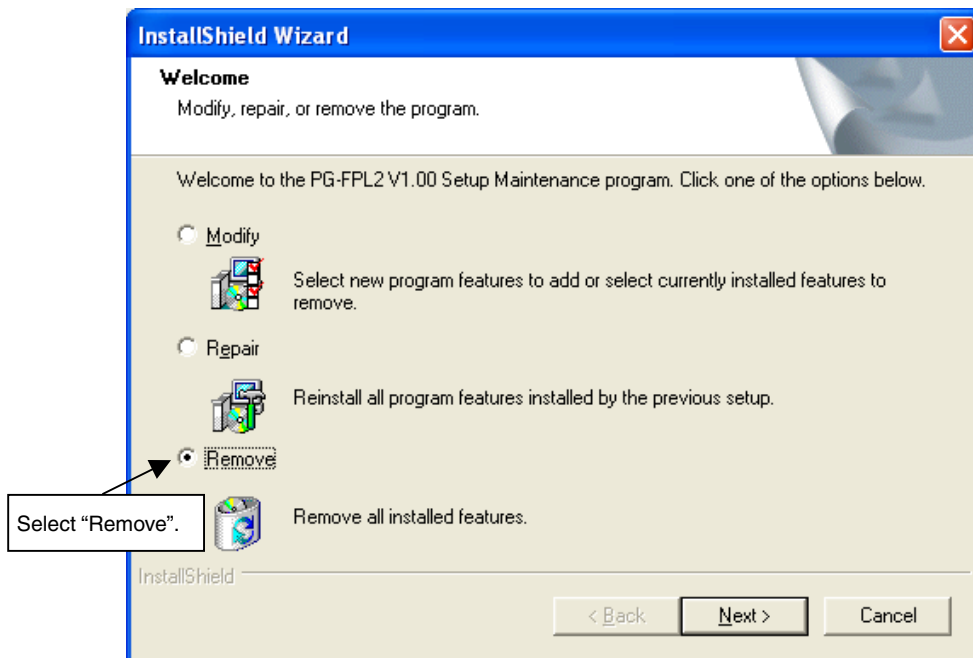 InstallShield Wizard
Welcome
Modify, repair, or remove the program.
Welcome to the PG-FPL2 V1.00 Setup Maintenance program. Click one of the options below.
Modify
Select new program features to add or select currently installed features to
remove.
Repair
Reinstall all program features installed by the previous setup.
Remove
Select “Remove”.
Remove all installed features.
InstallShield
< Back
Next >
Cancel